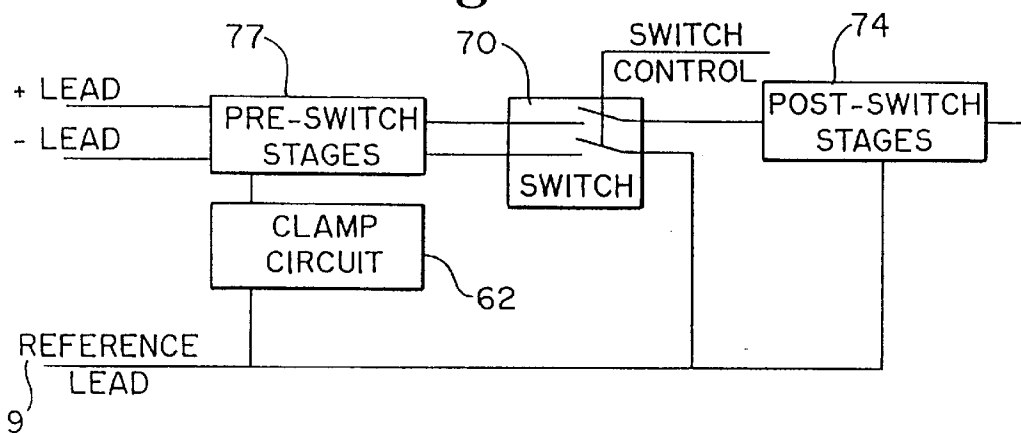 g
77
70
SWITCH
CONTROL
74
+ LEAD
- LEAD
PRE-SWITCH
STAGES
SWITCH
POST-SWITCH
STAGES
CLAMP
CIRCUIT
62
REFERENCE
LEAD
9